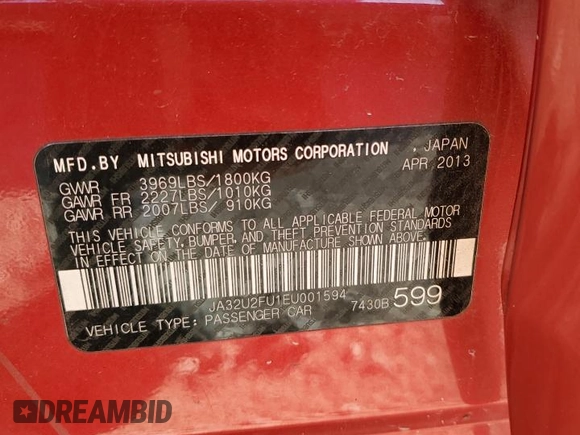 MFD.BY MITSUBISHI MOTORS CORPORATION , JAPAN
APR 2013
GVWR 3969LBS/1800KG
GAWR FR 2227LBS/1010KG
GAWR RR 2007LBS/ 910KG
THIS VEHICLE CONFORMS TO ALL APPLICABLE FEDERAL MOTOR
VEHICLE SAFETY, BUMPER, AND THEFT PREVENTION STANDARDS
IN EFFECT ON THE DATE OF MANUFACTURE SHOWN ABOVE.
JA32U2FU1EU001594
7430B 599
VEHICLE TYPE: PASSENGER CAR
DREAMBID